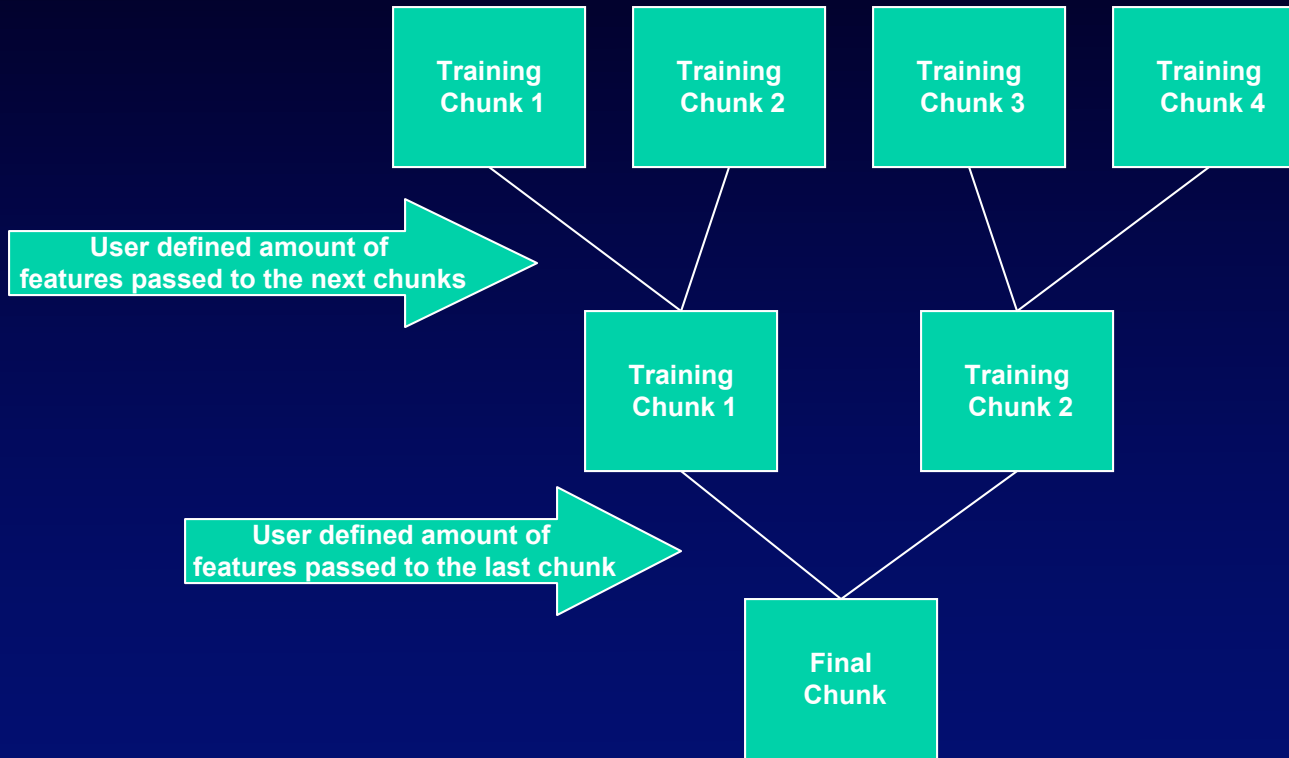 Training
Chunk 1
Training
Chunk 2
Training
Chunk 3
Training
Chunk 4
User defined amount of
features passed to the next chunks
Training
Chunk 1
Training
Chunk 2
User defined amount of
features passed to the last chunk
Final
Chunk